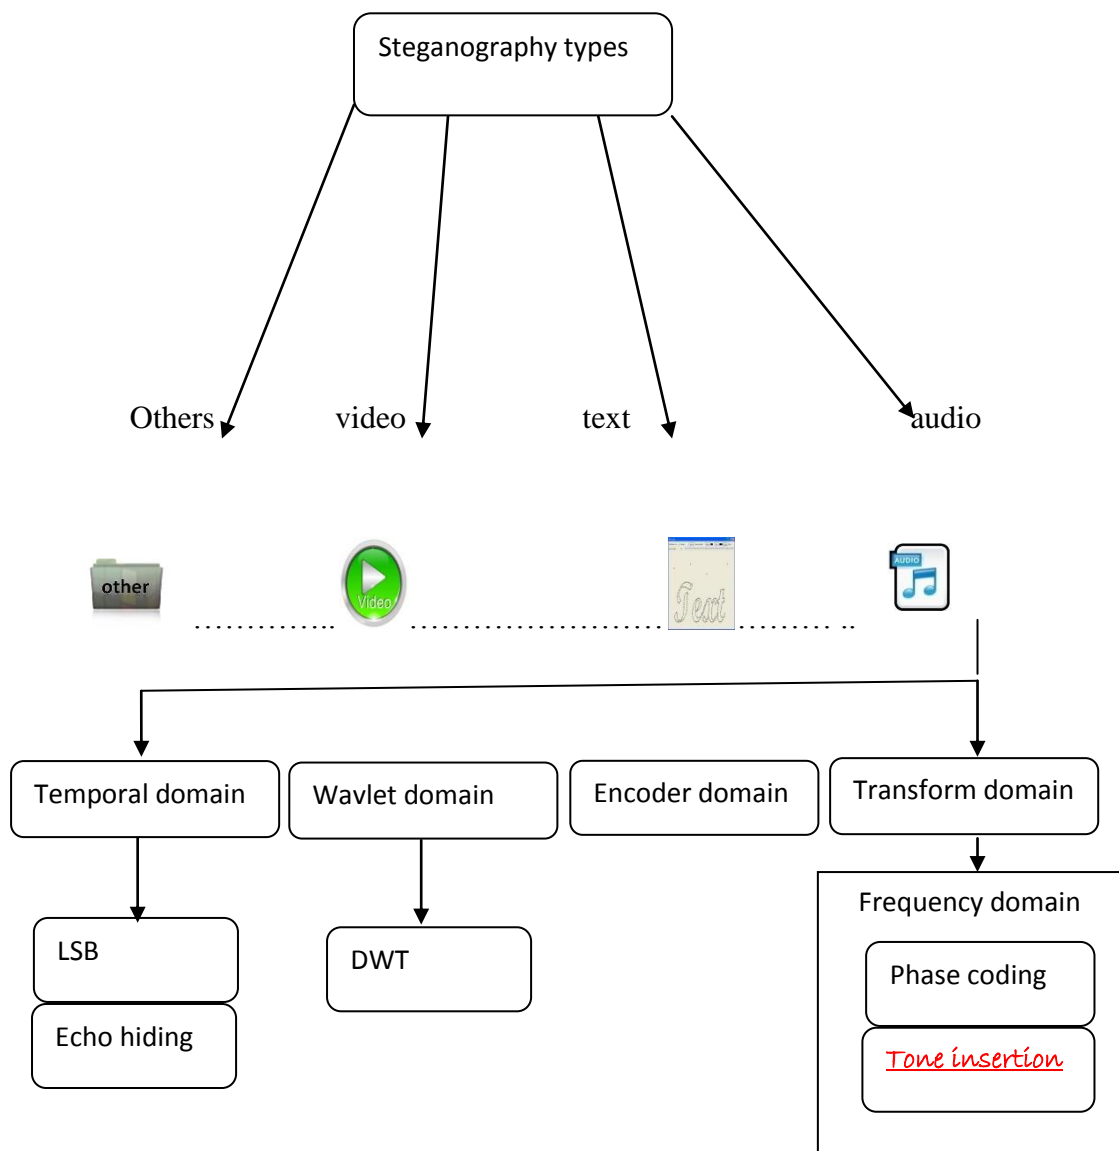 Steganography types
Others video text audio
other
Video
Text
AUDIO
Temporal domain
Wavlet domain
Encoder domain
Transform domain
Frequency domain
LSB
DWT
Phase coding
Echo hiding
Tone insertion